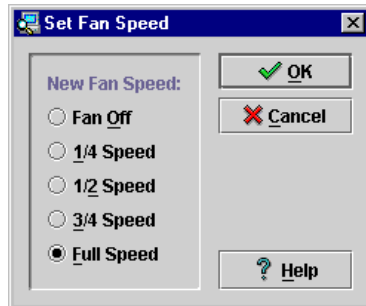 Set Fan Speed
New Fan Speed:
Fan Off
1/4 Speed
1/2 Speed
3/4 Speed
Full Speed
OK
Cancel
Help